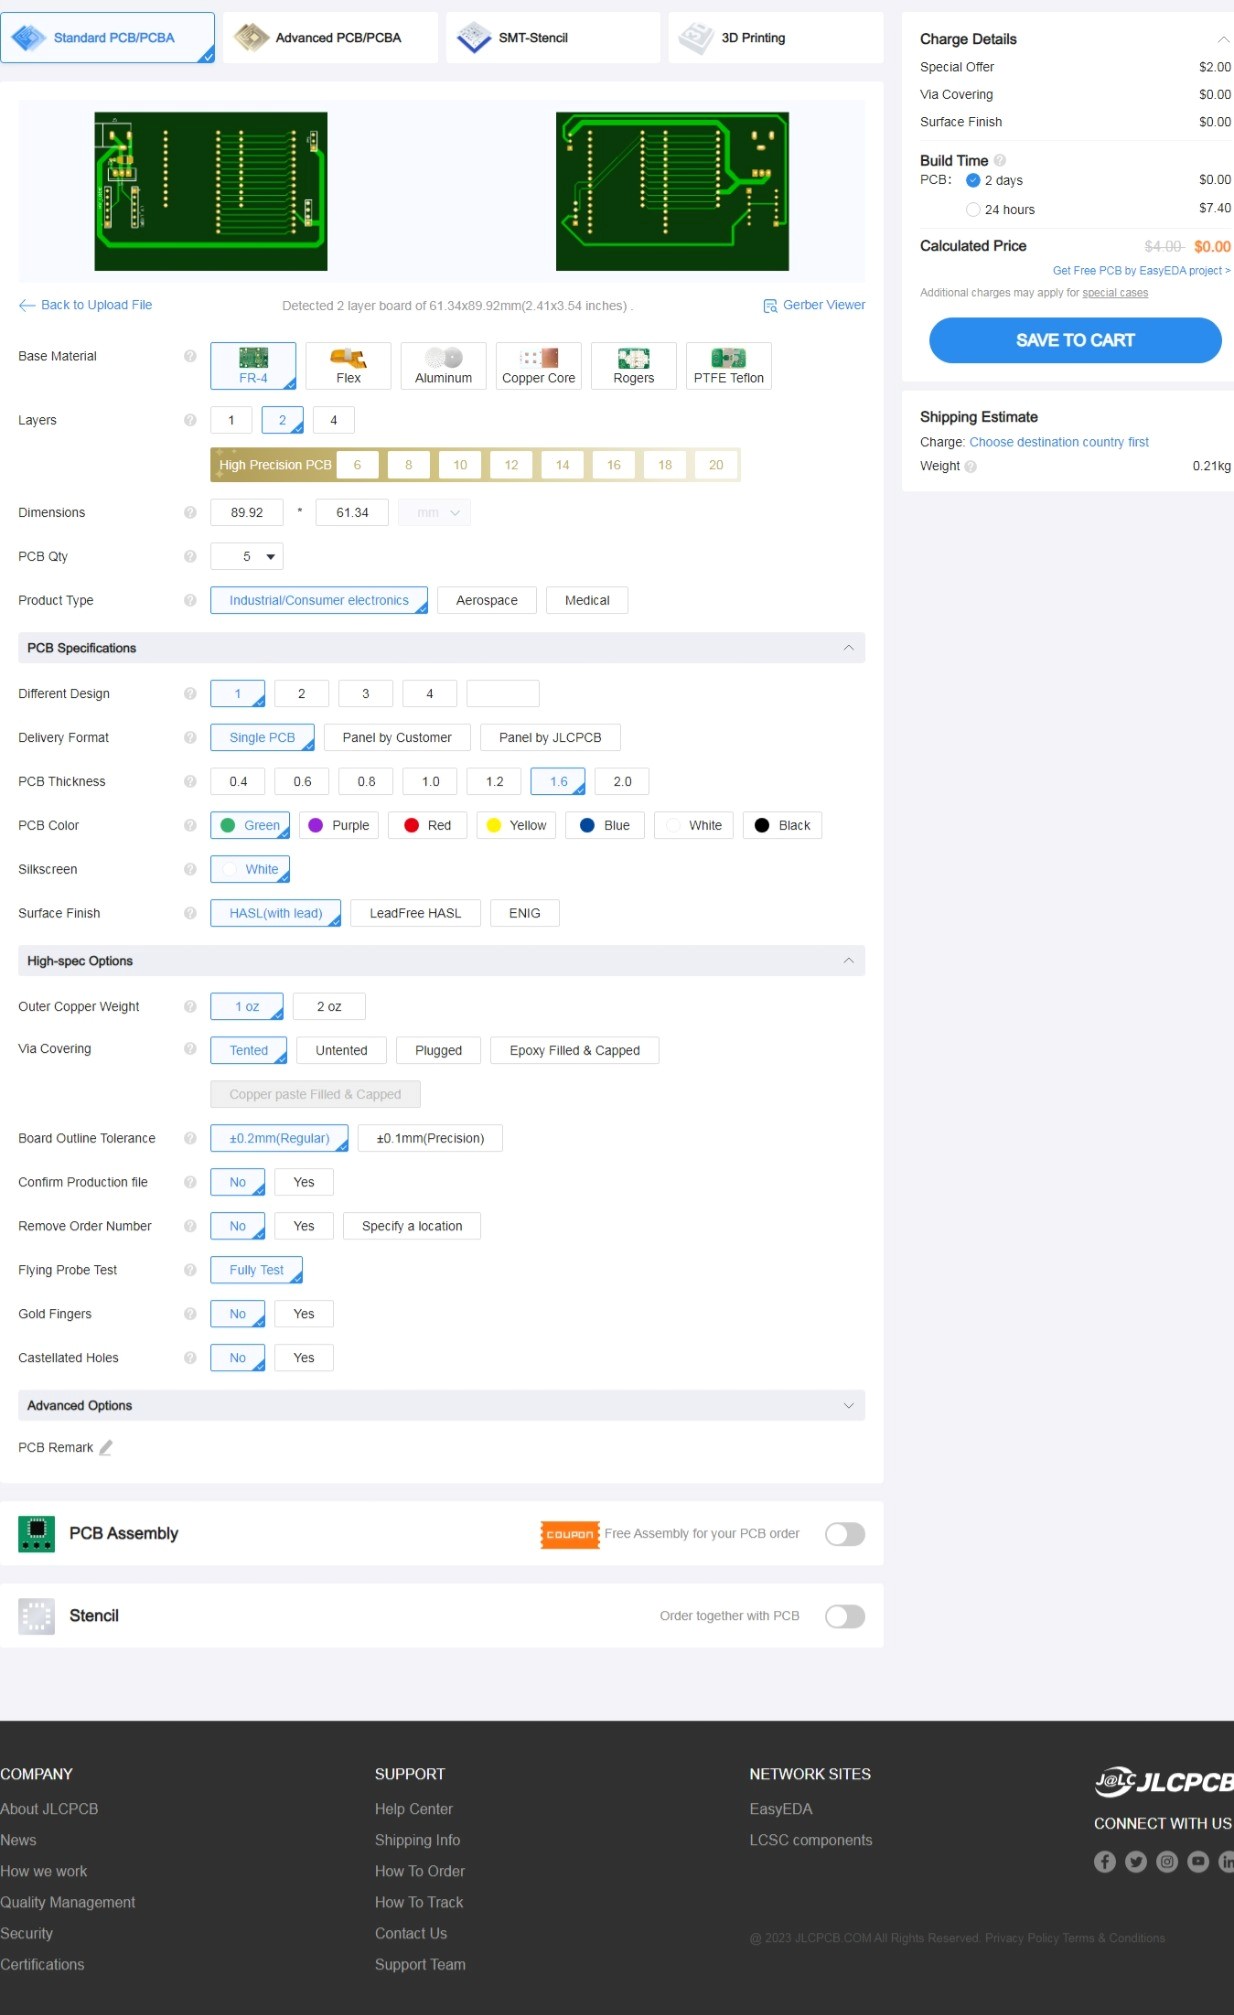 Standard PCB/PCBA
Advanced PCB/PCBA
SMT-Stencil
3D Printing
Charge Details
Special Offer $2.00
Via Covering $0.00
Surface Finish $0.00
Build Time
PCB: 2 days $0.00
24 hours $7.40
Calculated Price $4.00 $0.00
Get Free PCB by EasyEDA project >
Additional charges may apply for special cases
SAVE TO CART
Shipping Estimate
Charge: Choose destination country first
Weight 0.21kg
Back to Upload File
Detected 2 layer board of 61.34x89.92mm(2.41x3.54 inches) .
Gerber Viewer
Base Material FR-4 Flex Aluminum Copper Core Rogers PTFE Teflon
Layers 1 2 4
High Precision PCB 6 8 10 12 14 16 18 20
Dimensions 89.92 * 61.34 mm
PCB Qty 5
Product Type Industrial/Consumer electronics Aerospace Medical
PCB Specifications
Different Design 1 2 3 4
Delivery Format Single PCB Panel by Customer Panel by JLCPCB
PCB Thickness 0.4 0.6 0.8 1.0 1.2 1.6 2.0
PCB Color Green Purple Red Yellow Blue White Black
Silkscreen White
Surface Finish HASL(with lead) LeadFree HASL ENIG
High-spec Options
Outer Copper Weight 1 oz 2 oz
Via Covering Tented Untented Plugged Epoxy Filled & Capped
Copper paste Filled & Capped
Board Outline Tolerance ±0.2mm(Regular) ±0.1mm(Precision)
Confirm Production file No Yes
Remove Order Number No Yes Specify a location
Flying Probe Test Fully Test
Gold Fingers No Yes
Castellated Holes No Yes
Advanced Options
PCB Remark
PCB Assembly COUPON Free Assembly for your PCB order
Stencil Order together with PCB
COMPANY
About JLCPCB
News
How we work
Quality Management
Security
Certifications
SUPPORT
Help Center
Shipping Info
How To Order
How To Track
Contact Us
Support Team
NETWORK SITES
EasyEDA
LCSC components
J@LC JLCPCB
CONNECT WITH US
@ 2023 JLCPCB.COM All Rights Reserved. Privacy Policy Terms & Conditions